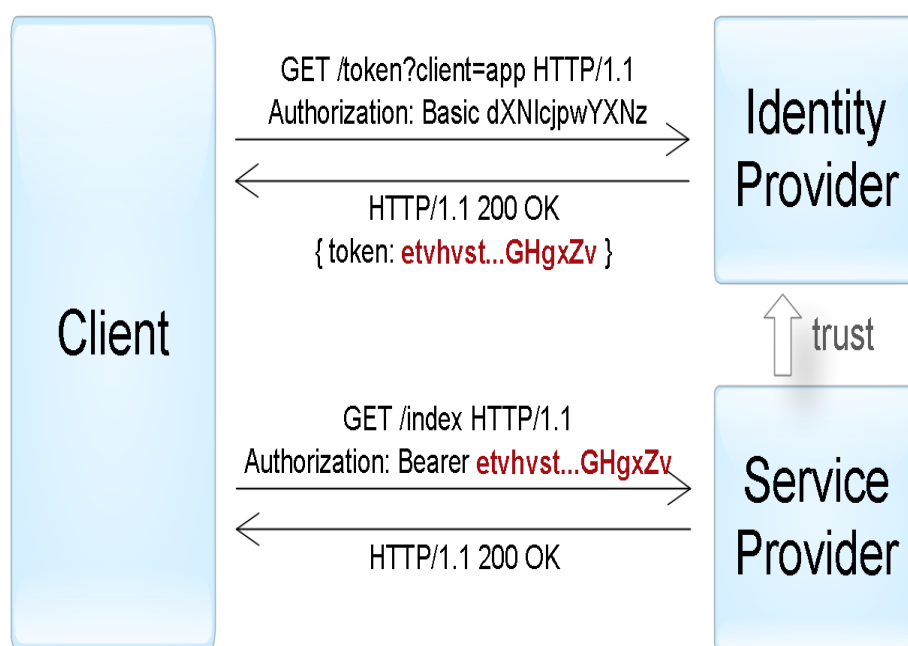 GET /token?client=app HTTP/1.1
Authorization: Basic dXNlcjpwYXNz
Identity
Provider
HTTP/1.1 200 OK
{ token: etvhvst...GHgxZv }
Client
trust
GET /index HTTP/1.1
Authorization: Bearer etvhvst...GHgxZv
Service
Provider
HTTP/1.1 200 OK